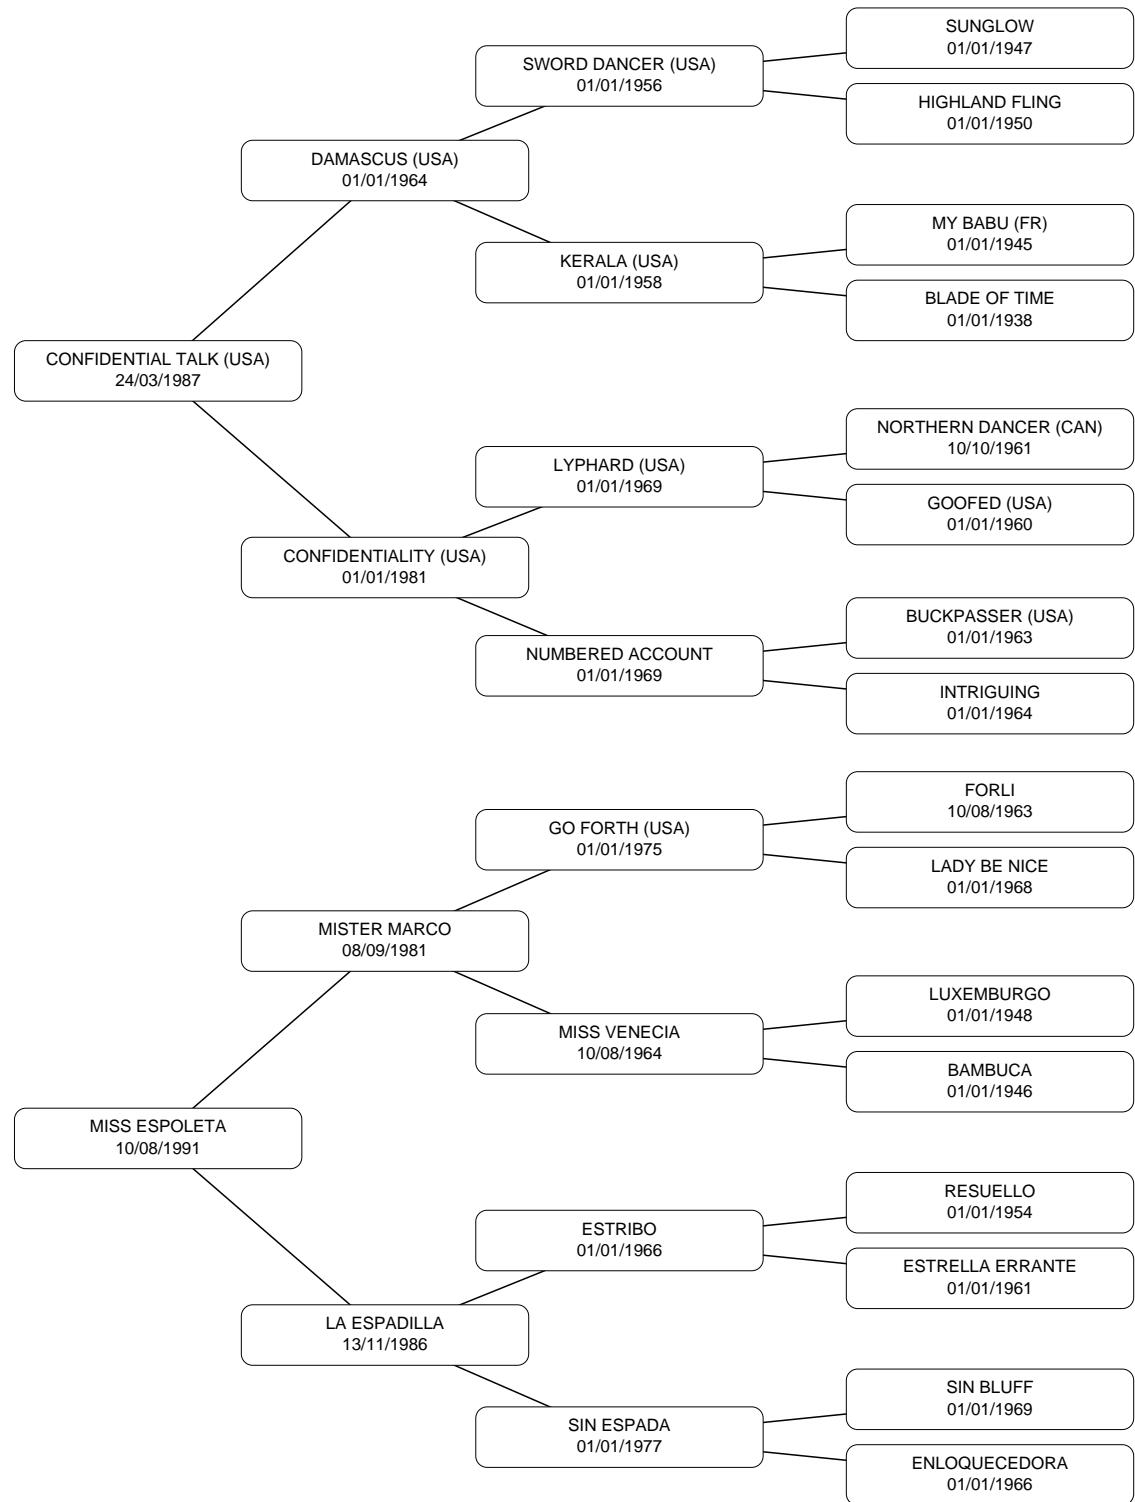 SUNGLOW
01/01/1947
SWORD DANCER (USA)
01/01/1956
HIGHLAND FLING
01/01/1950
DAMASCUS (USA)
01/01/1964
MY BABU (FR)
01/01/1945
KERALA (USA)
01/01/1958
BLADE OF TIME
01/01/1938
CONFIDENTIAL TALK (USA)
24/03/1987
NORTHERN DANCER (CAN)
10/10/1961
LYPHARD (USA)
01/01/1969
GOOFED (USA)
01/01/1960
CONFIDENTIALITY (USA)
01/01/1981
BUCKPASSER (USA)
01/01/1963
NUMBERED ACCOUNT
01/01/1969
INTRIGUING
01/01/1964
FORLI
10/08/1963
GO FORTH (USA)
01/01/1975
LADY BE NICE
01/01/1968
MISTER MARCO
08/09/1981
LUXEMBURGO
01/01/1948
MISS VENECIA
10/08/1964
BAMBUCA
01/01/1946
MISS ESPOLETA
10/08/1991
RESUELLO
01/01/1954
ESTRIBO
01/01/1966
ESTRELLA ERRANTE
01/01/1961
LA ESPADILLA
13/11/1986
SIN BLUFF
01/01/1969
SIN ESPADA
01/01/1977
ENLOQUECEDORA
01/01/1966